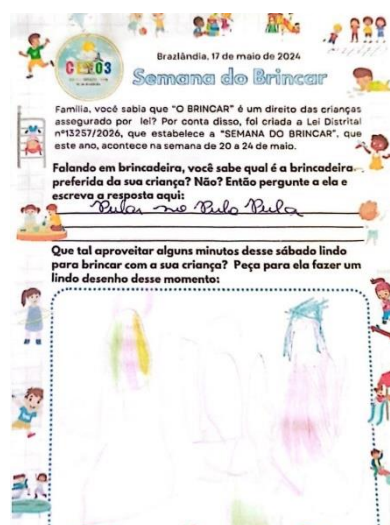 Brazlândia, 17 de maio de 2024
Semana do Brincar
Família, você sabia que "O BRINCAR" é um direito das crianças
assegurado por lei? Por conta disso, foi criada a Lei Distrital
nº13257/2026, que estabelece a "SEMANA DO BRINCAR", que
este ano, acontece na semana de 20 a 24 de maio.
Falando em brincadeira, você sabe qual é a brincadeira
preferida da sua criança? Não? Então pergunte a ela e
escreva a resposta aqui:
Pular no Pula Pula
Que tal aproveitar alguns minutos desse sábado lindo
para brincar com a sua criança? Peça para ela fazer um
lindo desenho desse momento: